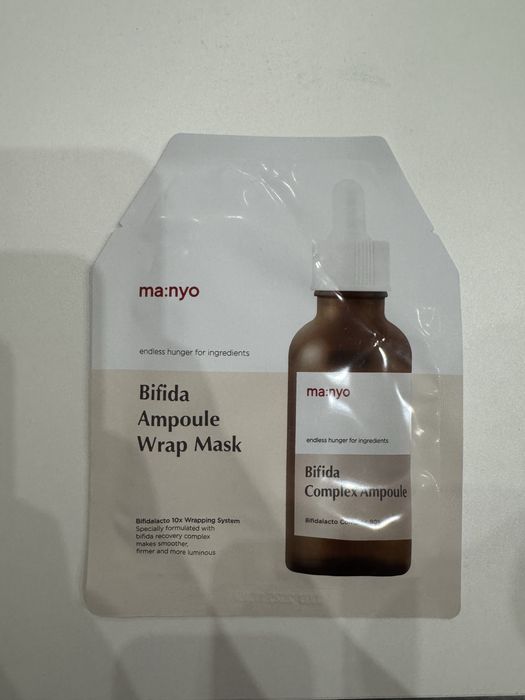 ma:nyo
endless hunger for ingredients
Bifida
Ampoule
Wrap Mask
Bifidalacto 10x Wrapping System
Specially formulated with
bifida recovery complex
makes smoother,
firmer and more luminous
ma:nyo
endless hunger for ingredients
Bifida
Complex Ampoule
Bifidalacto